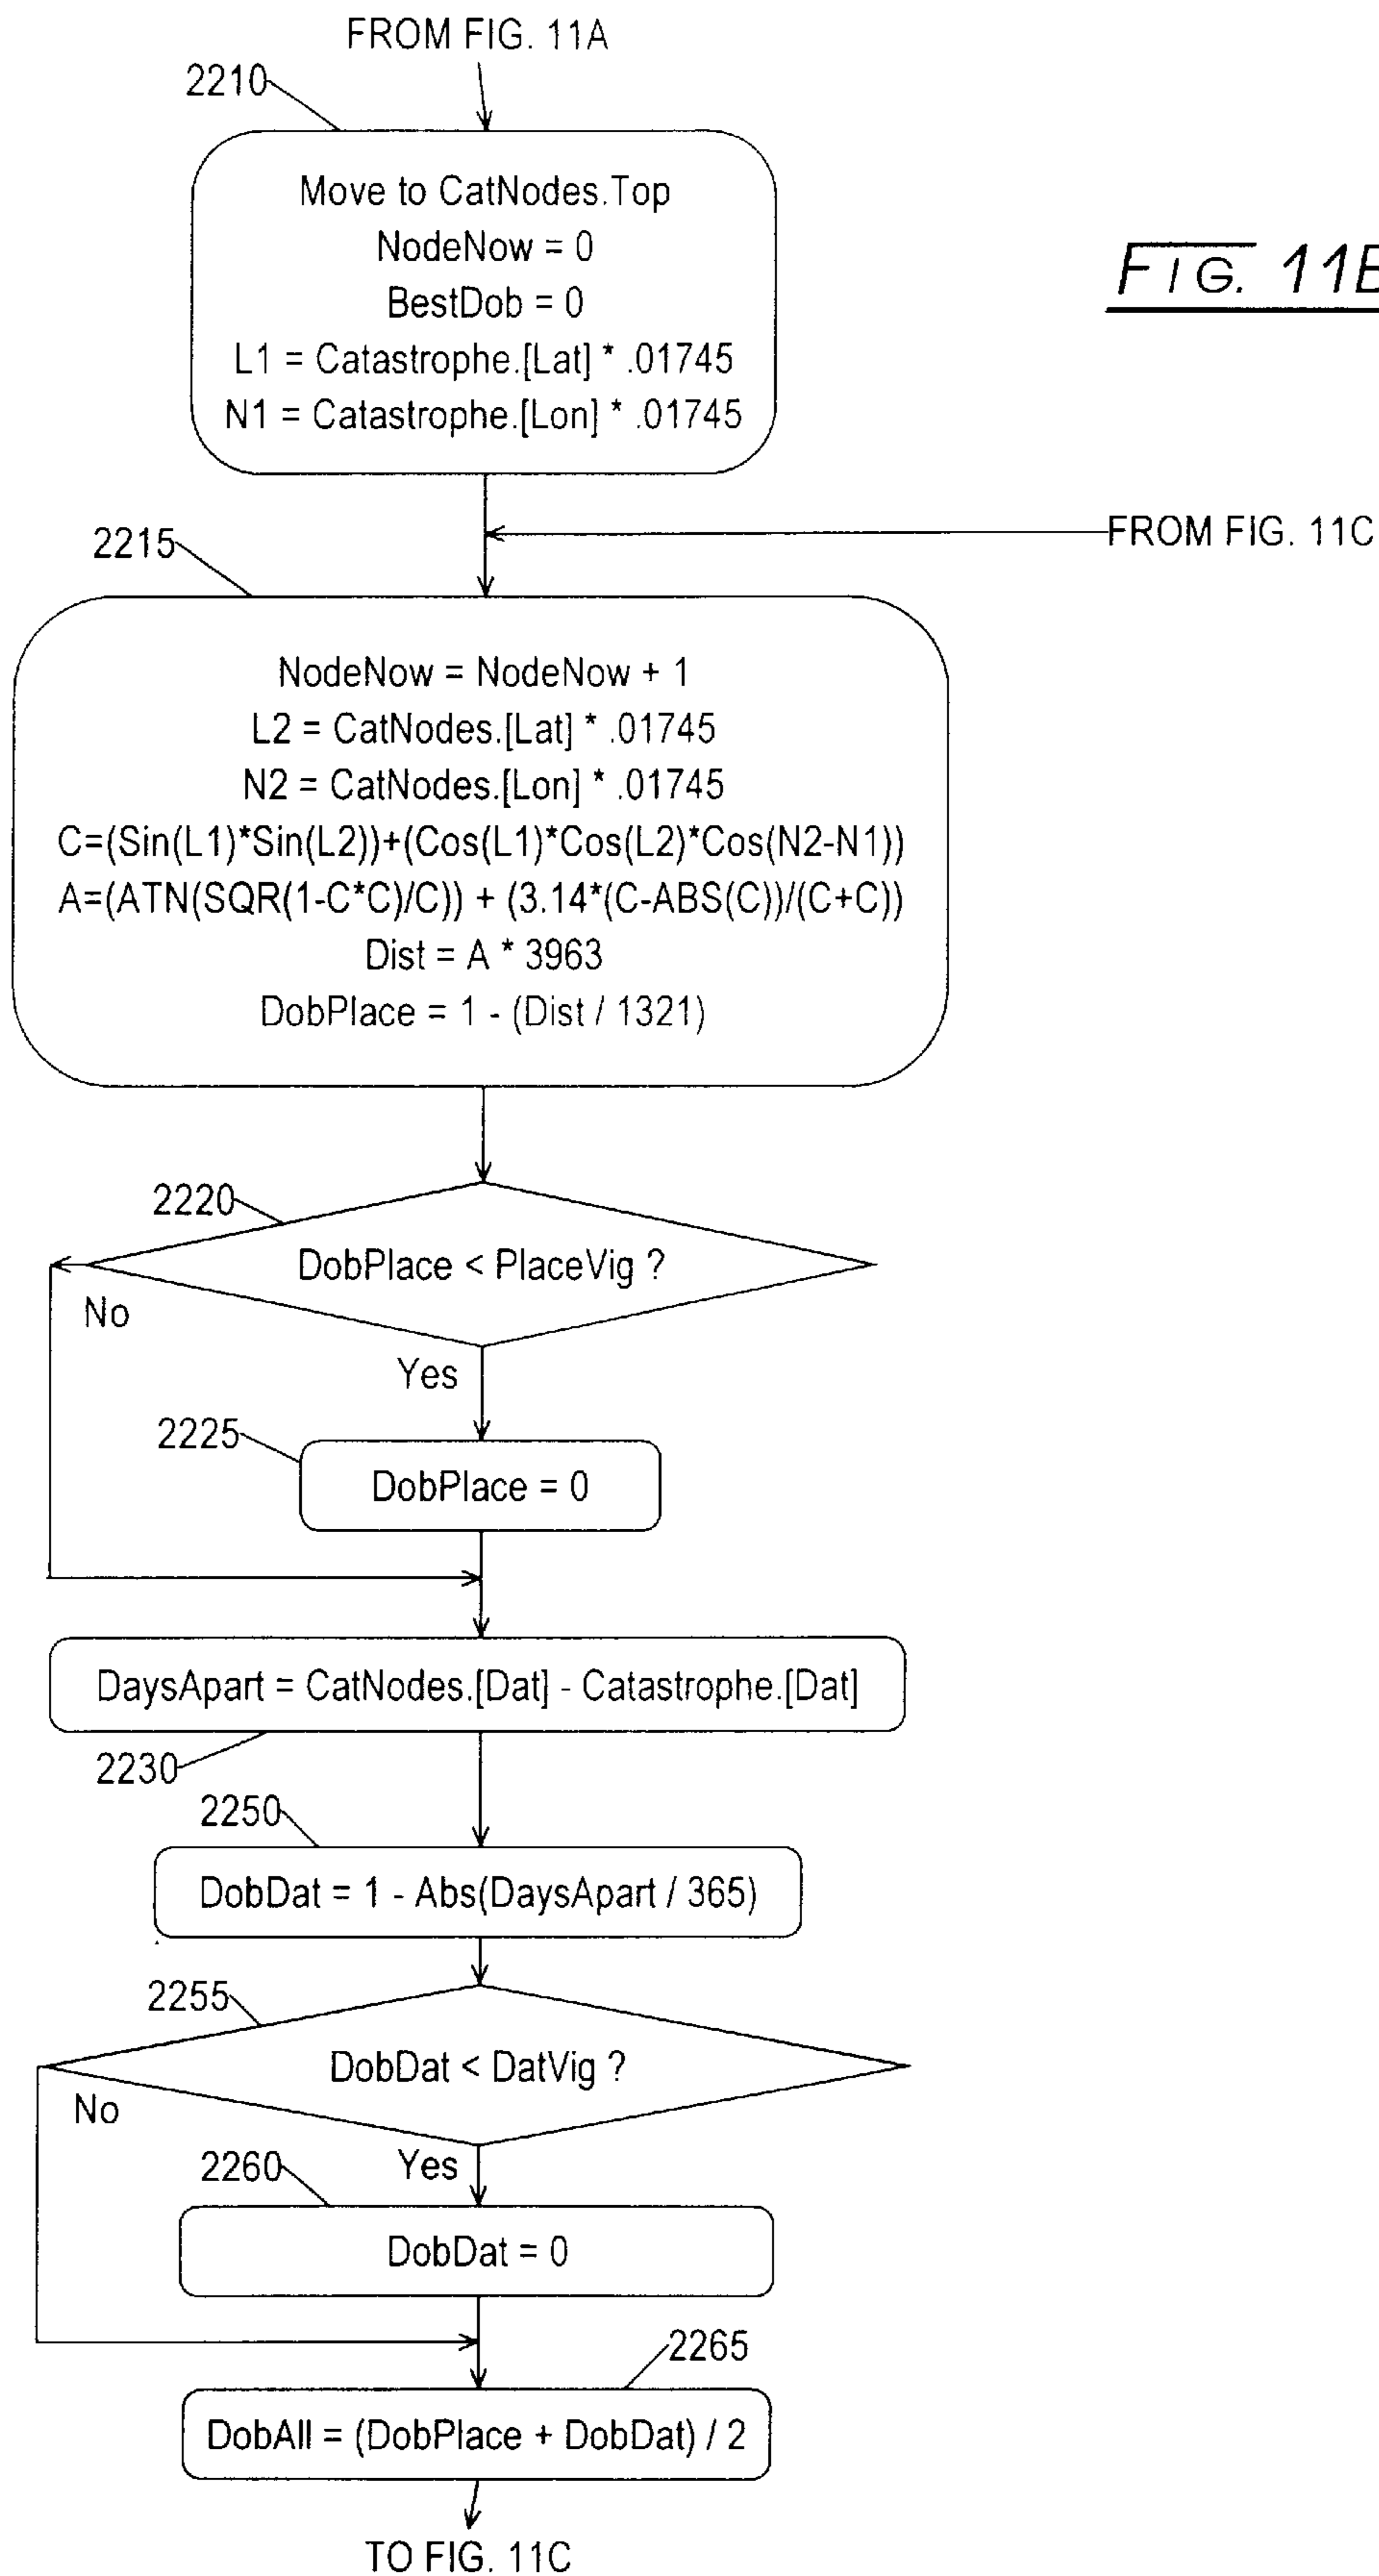 FROM FIG. 11A
2210
Move to CatNodes.Top
NodeNow = 0
BestDob = 0
L1 = Catastrophe.[Lat] * .01745
N1 = Catastrophe.[Lon] * .01745
FIG. 11B
FROM FIG. 11C
2215
NodeNow = NodeNow + 1
L2 = CatNodes.[Lat] * .01745
N2 = CatNodes.[Lon] * .01745
C=(Sin(L1)*Sin(L2))+(Cos(L1)*Cos(L2)*Cos(N2-N1))
A=(ATN(SQR(1-C*C)/C)) + (3.14*(C-ABS(C))/(C+C))
Dist = A * 3963
DobPlace = 1 - (Dist / 1321)
2220
DobPlace < PlaceVig ?
No
Yes
2225
DobPlace = 0
DaysApart = CatNodes.[Dat] - Catastrophe.[Dat]
2230
2250
DobDat = 1 - Abs(DaysApart / 365)
2255
DobDat < DatVig ?
No
Yes
2260
DobDat = 0
2265
DobAll = (DobPlace + DobDat) / 2
TO FIG. 11C